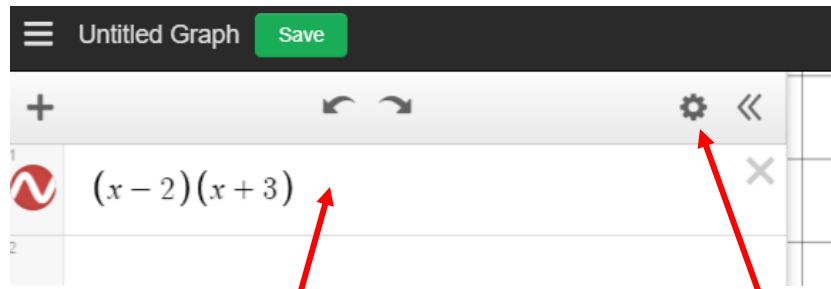 Untitled Graph Save
1
(x − 2)(x + 3)
2